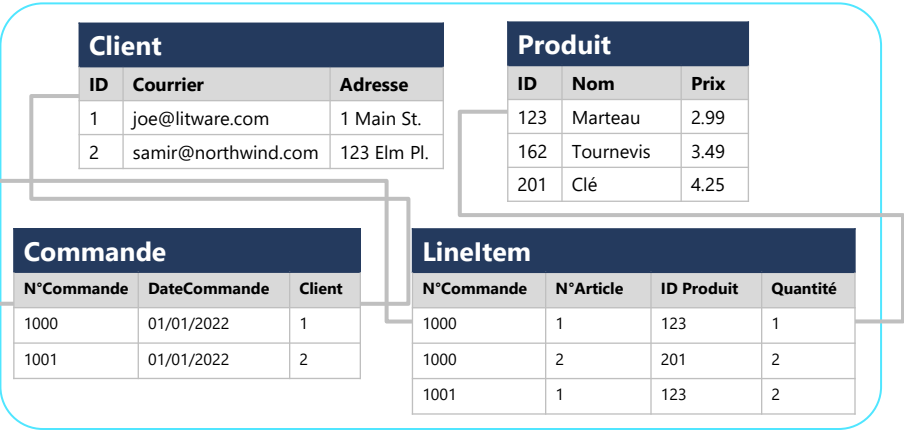 Client
ID Courrier Adresse
1 joe@litware.com 1 Main St.
2 samir@northwind.com 123 Elm Pl.
Produit
ID Nom Prix
123 Marteau 2.99
162 Tournevis 3.49
201 Clé 4.25
Commande
N°Commande DateCommande Client
1000 01/01/2022 1
1001 01/01/2022 2
LineItem
N°Commande N°Article ID Produit Quantité
1000 1 123 1
1000 2 201 2
1001 1 123 2